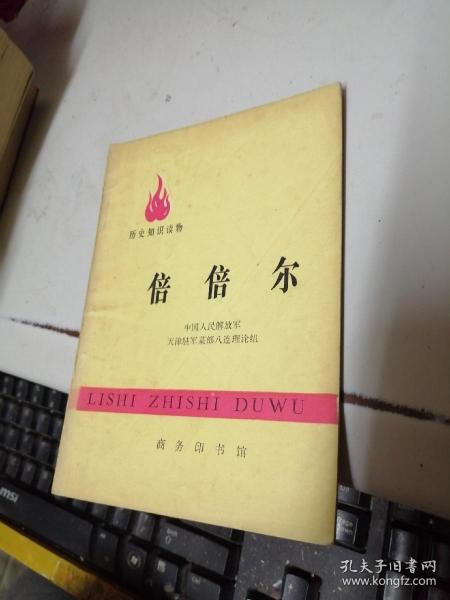 历史知识读物
倍倍尔
中国人民解放军
天津驻军某部八连理论组
LISHI ZHISHI DUWU
商务印书馆
msi
孔夫子旧书网
www.kongfz.com